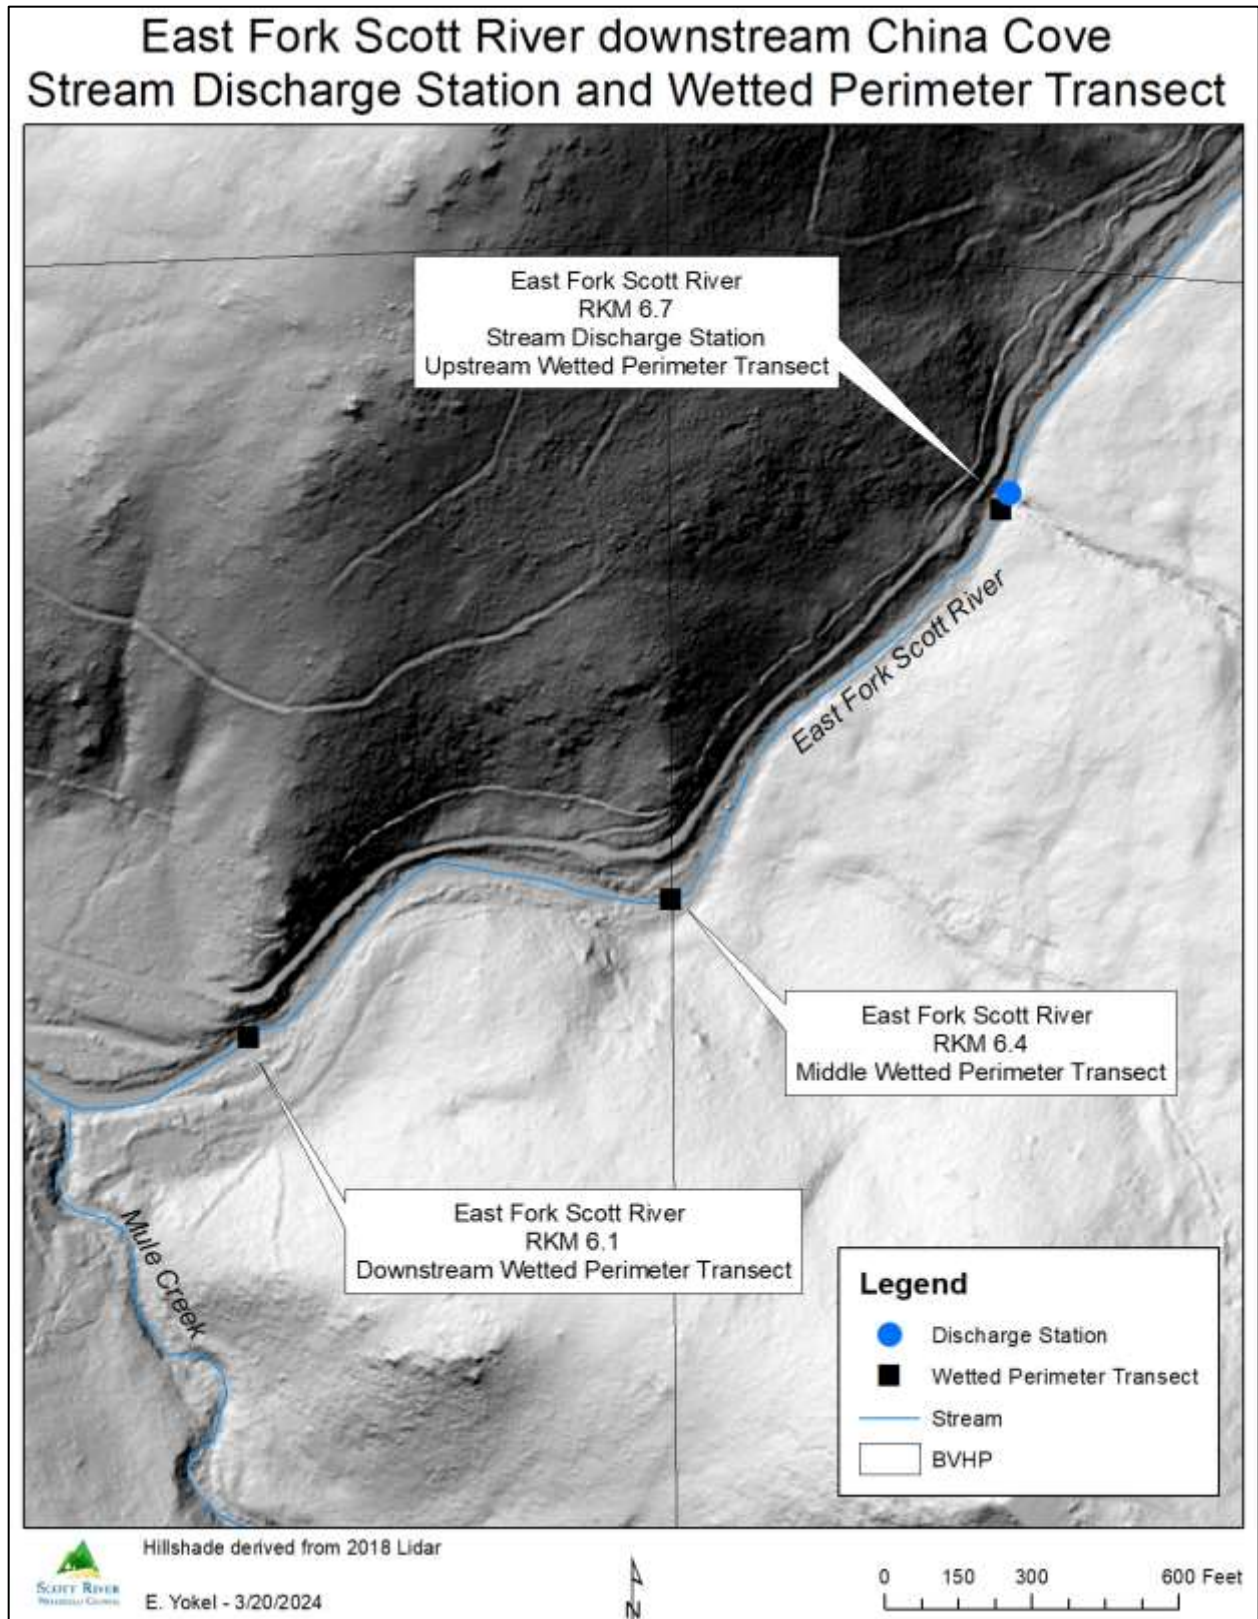 East Fork Scott River downstream China Cove
Stream Discharge Station and Wetted Perimeter Transect
East Fork Scott River
RKM 6.7
Stream Discharge Station
Upstream Wetted Perimeter Transect
East Fork Scott River
East Fork Scott River
RKM 6.4
Middle Wetted Perimeter Transect
East Fork Scott River
RKM 6.1
Downstream Wetted Perimeter Transect
Mule Creek
Legend
Discharge Station
Wetted Perimeter Transect
Stream
BVHP
Hillshade derived from 2018 Lidar
SCOTT RIVER
WATERSHED COUNCIL
E. Yokel - 3/20/2024
N
0 150 300 600 Feet